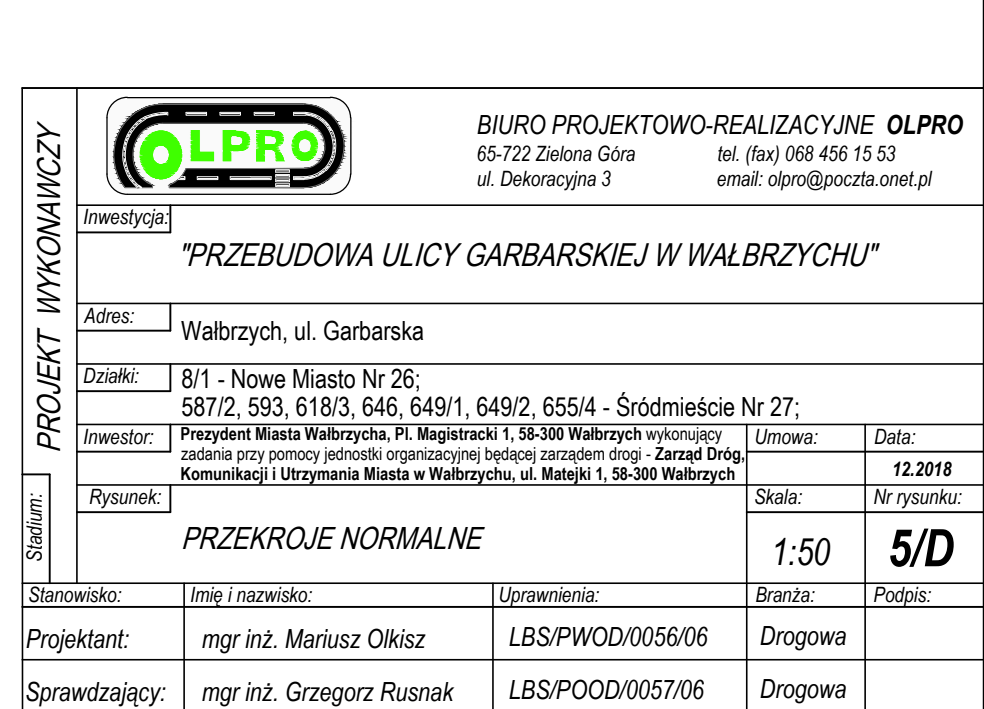 PROJEKT WYKONAWCZY
Stadium:
OLPRO
BIURO PROJEKTOWO-REALIZACYJNE OLPRO
65-722 Zielona Góra tel. (fax) 068 456 15 53
ul. Dekoracyjna 3 email: olpro@poczta.onet.pl
Inwestycja:
"PRZEBUDOWA ULICY GARBARSKIEJ W WAŁBRZYCHU"
Adres:
Wałbrzych, ul. Garbarska
Działki:
8/1 - Nowe Miasto Nr 26;
587/2, 593, 618/3, 646, 649/1, 649/2, 655/4 - Śródmieście Nr 27;
Inwestor:
Prezydent Miasta Wałbrzycha, Pl. Magistracki 1, 58-300 Wałbrzych wykonujący
zadania przy pomocy jednostki organizacyjnej będącej zarządem drogi - Zarząd Dróg,
Komunikacji i Utrzymania Miasta w Wałbrzychu, ul. Matejki 1, 58-300 Wałbrzych
Umowa:
Data:
12.2018
Rysunek:
PRZEKROJE NORMALNE
Skala:
1:50
Nr rysunku:
5/D
Stanowisko: Imię i nazwisko: Uprawnienia: Branża: Podpis:
Projektant: mgr inż. Mariusz Olkisz LBS/PWOD/0056/06 Drogowa
Sprawdzający: mgr inż. Grzegorz Rusnak LBS/POOD/0057/06 Drogowa